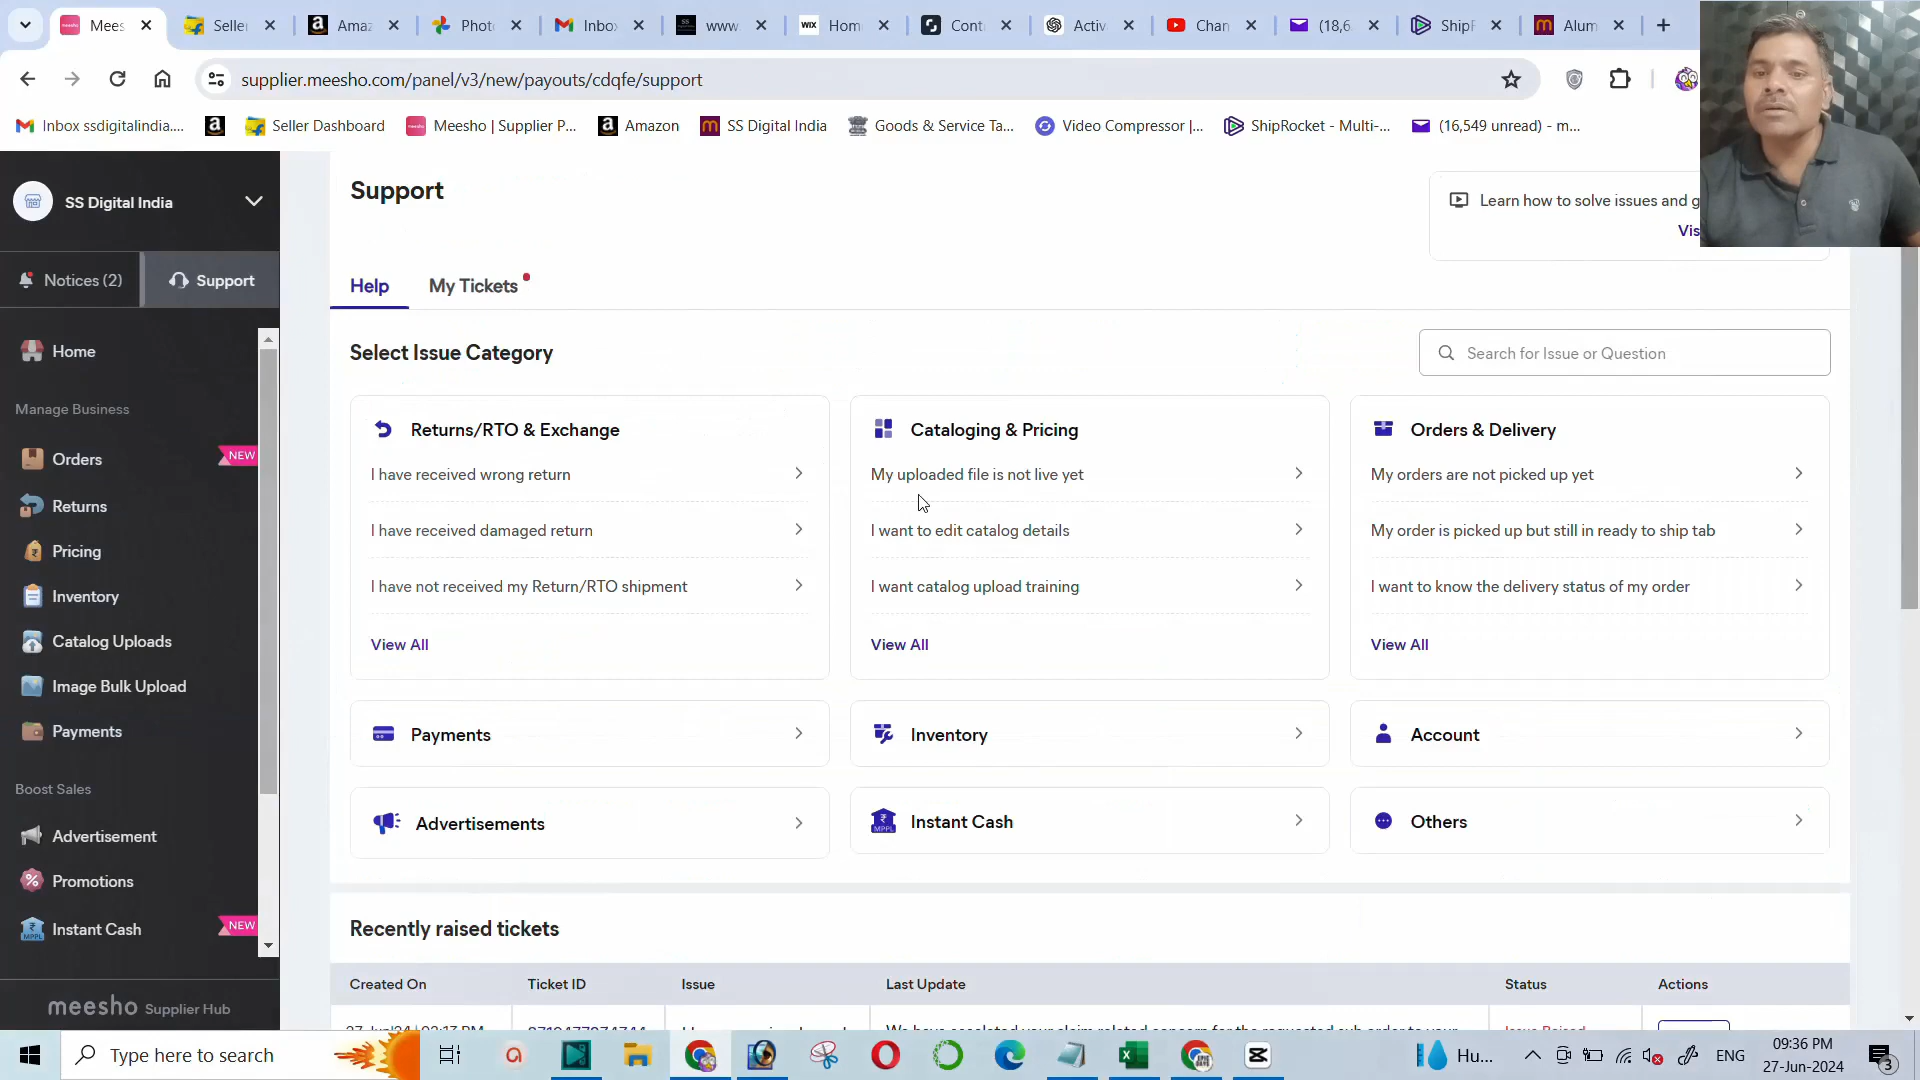 Mees
Seller
Amaz
Phot
Inbo
www
WIX Hom
Cont
Activ
Chan
(18,6
ShipF
Alum
supplier.meesho.com/panel/v3/new/payouts/cdqfe/support
Inbox ssdigitalindia....
Seller Dashboard
Meesho | Supplier P...
Amazon
SS Digital India
Goods & Service Ta...
Video Compressor |...
ShipRocket - Multi-...
(16,549 unread) - m...
SS Digital India
Notices (2)
Support
Home
Manage Business
Orders
NEW
Returns
Pricing
Inventory
Catalog Uploads
Image Bulk Upload
Payments
Boost Sales
Advertisement
Promotions
Instant Cash
NEW
meesho Supplier Hub
Support
Learn how to solve issues and g
Vis
Help
My Tickets
Select Issue Category
Search for Issue or Question
Returns/RTO & Exchange
I have received wrong return
I have received damaged return
I have not received my Return/RTO shipment
View All
Cataloging & Pricing
My uploaded file is not live yet
I want to edit catalog details
I want catalog upload training
View All
Orders & Delivery
My orders are not picked up yet
My order is picked up but still in ready to ship tab
I want to know the delivery status of my order
View All
Payments
Inventory
Account
Advertisements
Instant Cash
Others
Recently raised tickets
Created On
Ticket ID
Issue
Last Update
Status
Actions
Type here to search
Hu...
ENG
09:36 PM
27-Jun-2024
3